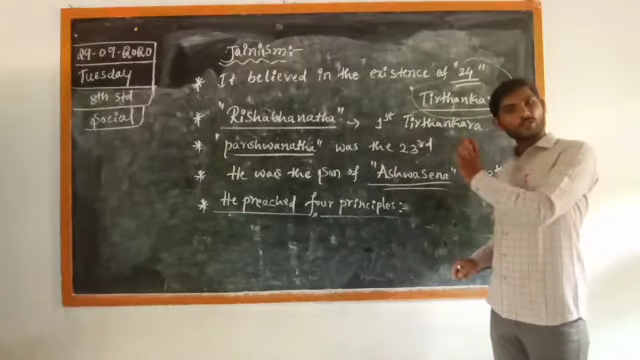 29-09-2020
Tuesday
8th std
Social
Jainism:-
* It believed in the existence of "24"
Tirthanka
* "Rishabhanatha" → 1st Tirthankara
* "parshwanatha" was the 23rd
* He was the son of "Ashwasena"
* He preached four principles:-